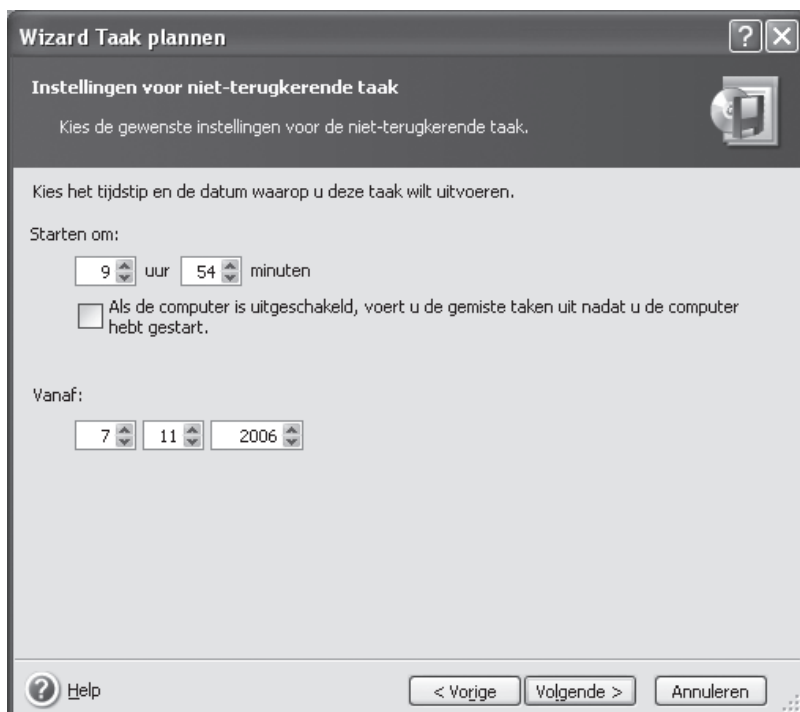 Wizard Taak plannen
Instellingen voor niet-terugkerende taak
Kies de gewenste instellingen voor de niet-terugkerende taak.
Kies het tijdstip en de datum waarop u deze taak wilt uitvoeren.
Starten om:
9 uur 54 minuten
Als de computer is uitgeschakeld, voert u de gemiste taken uit nadat u de computer
hebt gestart.
Vanaf:
7 11 2006
Help < Vorige Volgende > Annuleren